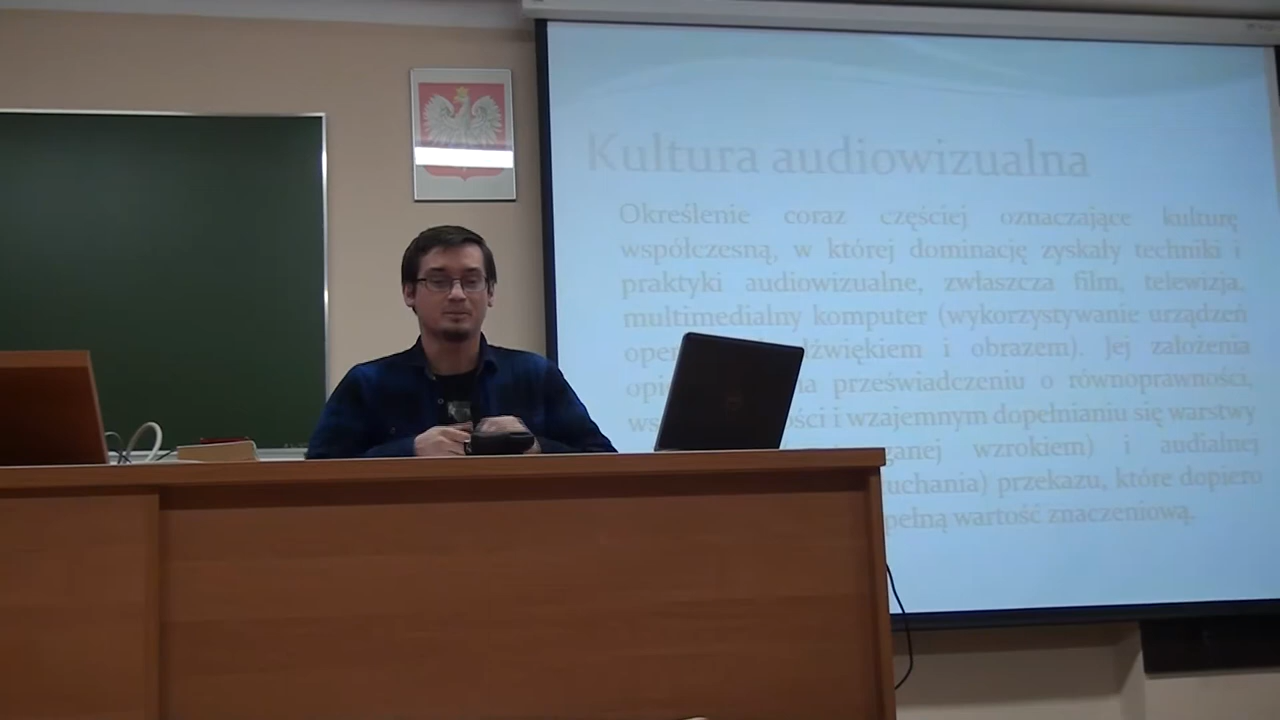 Kultura audiowizualna
Określenie coraz częściej oznaczające kulturę
współczesną, w której dominację zyskały techniki i
praktyki audiowizualne, zwłaszcza film, telewizja,
multimedialny komputer (wykorzystywanie urządzeń
dźwiękiem i obrazem). Jej założenia
przeświadczeniu o równoprawności,
i wzajemnym dopełnianiu się warstwy
wzrokiem) i audialnej
przekazu, które dopiero
pełną wartość znaczeniową.